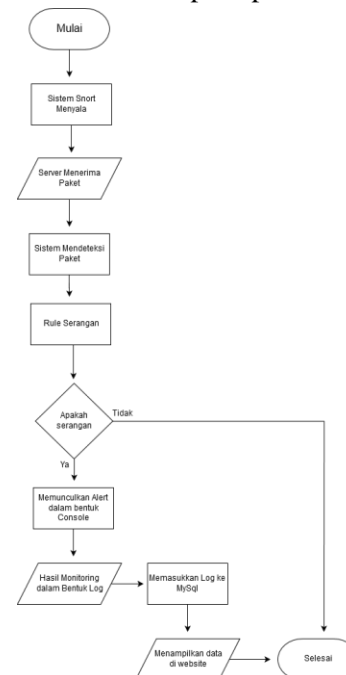 Mulai
Sistem Snort
Menyala
Server Menerima
Paket
Sistem Mendeteksi
Paket
Rule Serangan
Apakah
serangan
Tidak
Ya
Memunculkan Alert
dalam bentuk
Console
Hasil Monitoring
dalam Bentuk Log
Memasukkan Log ke
MySql
Menampilkan data
di website
Selesai